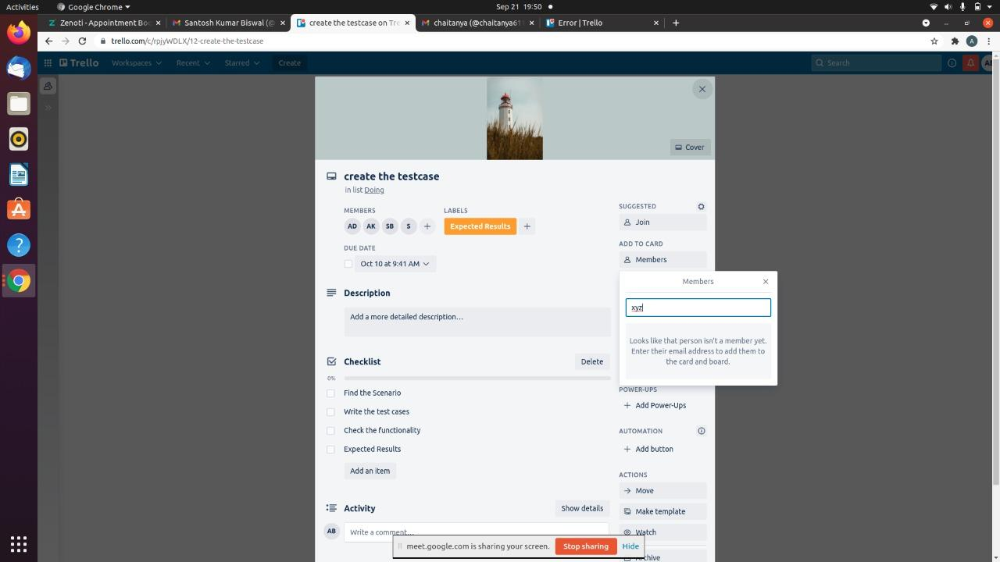 Activities
Google Chrome
Sep 21 19:50
Zenoti - Appointment Boo
Santosh Kumar Biswal (@
create the testcase on Tre
chaitanya (@chaitanya611
Error | Trello
trello.com/c/rpjyWDLX/12-create-the-testcase
A
Trello
Workspaces
Recent
Starred
Create
Search
AB
Cover
create the testcase
in list Doing
MEMBERS
LABELS
AD
AK
SB
S
Expected Results
DUE DATE
Oct 10 at 9:41 AM
Description
Add a more detailed description…
Checklist
Delete
0%
Find the Scenario
Write the test cases
Check the functionality
Expected Results
Add an item
Activity
Show details
AB
Write a comment…
SUGGESTED
Join
ADD TO CARD
Members
Members
xyz
Looks like that person isn't a member yet.
Enter their email address to add them to
the card and board.
POWER-UPS
Add Power-Ups
AUTOMATION
Add button
ACTIONS
Move
Make template
Watch
Archive
meet.google.com is sharing your screen.
Stop sharing
Hide